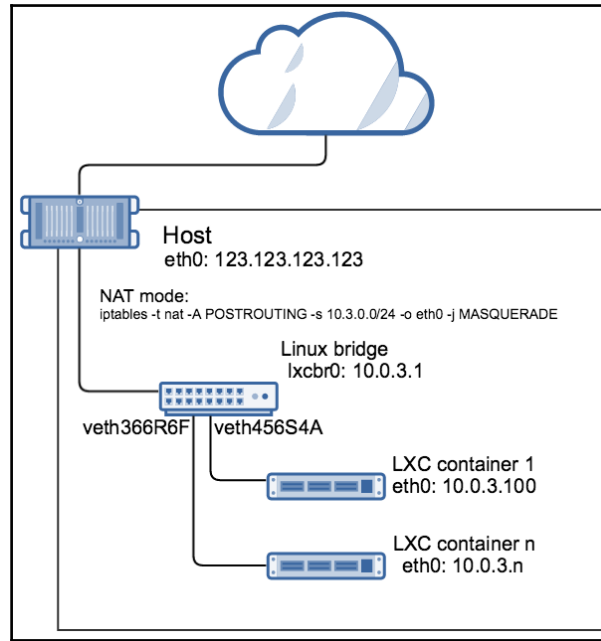 Host
eth0: 123.123.123.123
NAT mode:
iptables -t nat -A POSTROUTING -s 10.3.0.0/24 -o eth0 -j MASQUERADE
Linux bridge
lxcbr0: 10.0.3.1
veth366R6F veth456S4A
LXC container 1
eth0: 10.0.3.100
LXC container n
eth0: 10.0.3.n